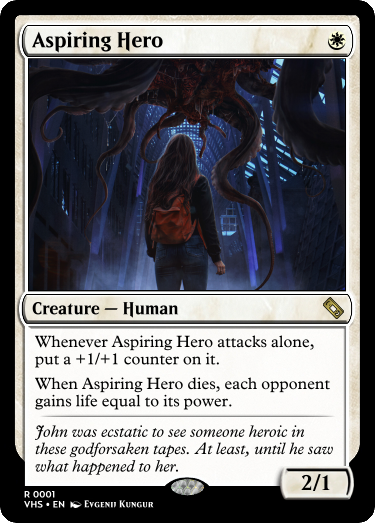 Aspiring Hero
Creature — Human
Whenever Aspiring Hero attacks alone,
put a +1/+1 counter on it.
When Aspiring Hero dies, each opponent
gains life equal to its power.
John was ecstatic to see someone heroic in
these godforsaken tapes. At least, until he saw
what happened to her.
2/1
R 0001
VHS • EN Evgenij Kungur